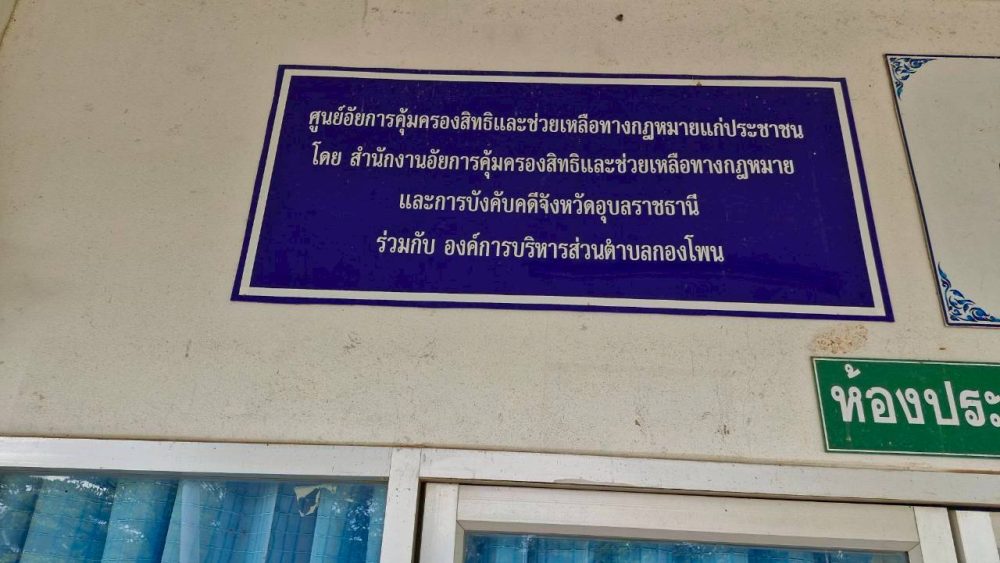 ศูนย์อัยการคุ้มครองสิทธิและช่วยเหลือทางกฎหมายแก่ประชาชน
โดย สำนักงานอัยการคุ้มครองสิทธิและช่วยเหลือทางกฎหมาย
และการบังคับคดีจังหวัดอุบลราชธานี
ร่วมกับ องค์การบริหารส่วนตำบลกองโพน
ห้องประ